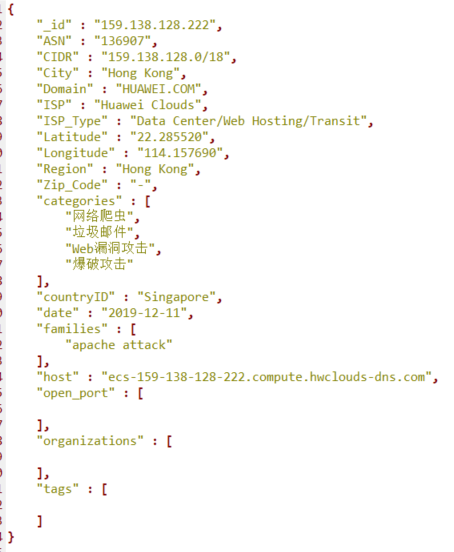 {
"_id" : "159.138.128.222",
"ASN" : "136907",
"CIDR" : "159.138.128.0/18",
"City" : "Hong Kong",
"Domain" : "HUAWEI.COM",
"ISP" : "Huawei Clouds",
"ISP_Type" : "Data Center/Web Hosting/Transit",
"Latitude" : "22.285520",
"Longitude" : "114.157690",
"Region" : "Hong Kong",
"Zip_Code" : "-",
"categories" : [
"网络爬虫",
"垃圾邮件",
"Web漏洞攻击",
"爆破攻击"
],
"countryID" : "Singapore",
"date" : "2019-12-11",
"families" : [
"apache attack"
],
"host" : "ecs-159-138-128-222.compute.hwclouds-dns.com",
"open_port" : [
],
"organizations" : [
],
"tags" : [
]
}